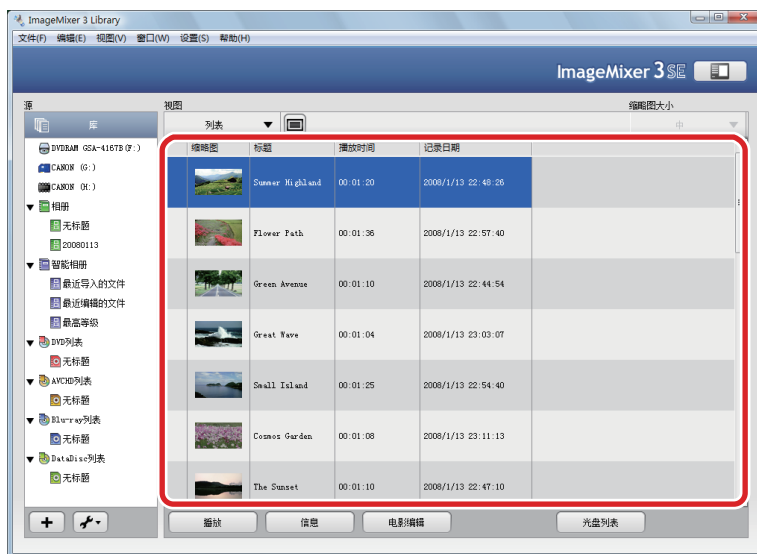 ImageMixer 3 Library
文件(F) 编辑(E) 视图(V) 窗口(W) 设置(S) 帮助(H)
ImageMixer 3 SE
源 视图 缩略图大小
库 列表 中
DVDRAM GSA-4167B(F:)
CANON (G:)
CANON (H:)
相册
无标题
20080113
智能相册
最近导入的文件
最近编辑的文件
最高等级
DVD列表
无标题
AVCHD列表
无标题
Blu-ray列表
无标题
DataDisc列表
无标题
缩略图 标题 播放时间 记录日期
Summer Highland 00:01:20 2008/1/13 22:48:26
Flower Path 00:01:36 2008/1/13 22:57:40
Green Avenue 00:01:10 2008/1/13 22:44:54
Great Wave 00:01:04 2008/1/13 23:03:07
Small Island 00:01:25 2008/1/13 22:54:40
Cosmos Garden 00:01:08 2008/1/13 23:11:13
The Sunset 00:01:10 2008/1/13 22:47:10
播放 信息 电影编辑 光盘列表